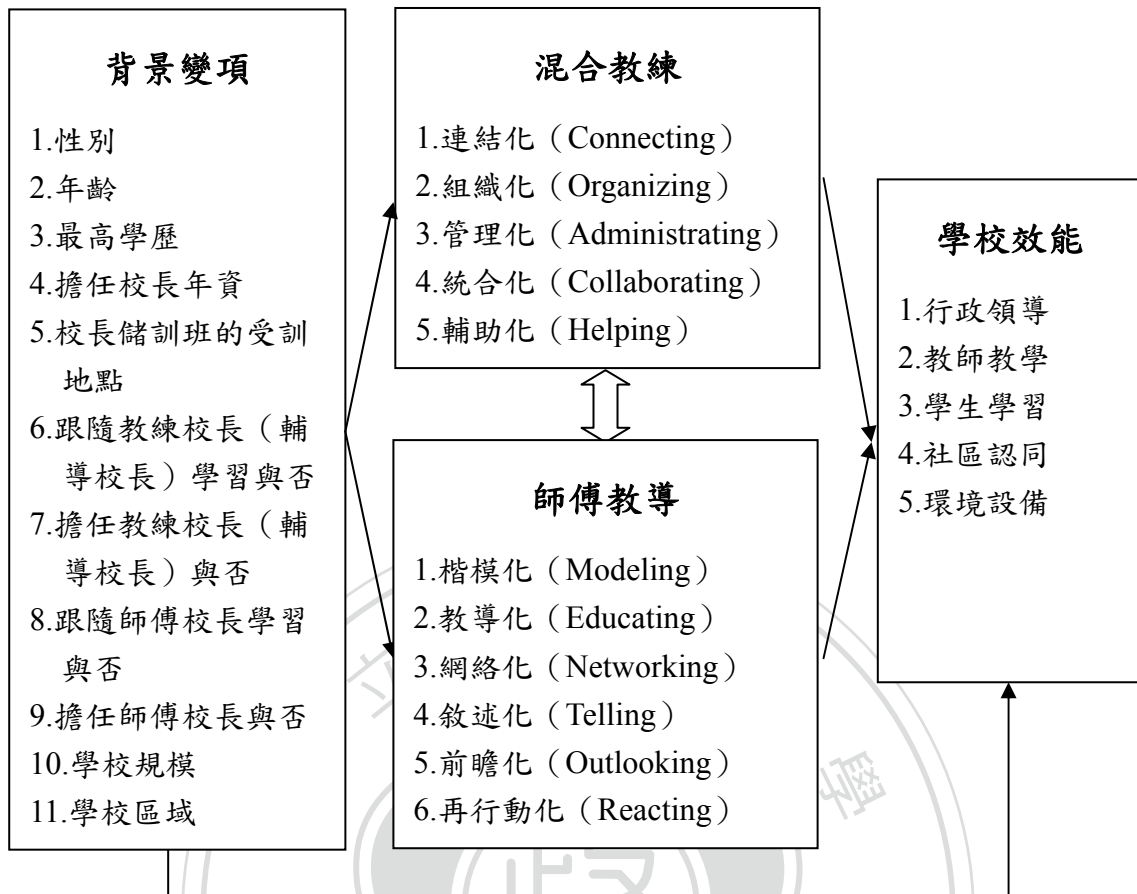 背景變項
1.性別
2.年齡
3.最高學歷
4.擔任校長年資
5.校長儲訓班的受訓
地點
6.跟隨教練校長（輔
導校長）學習與否
7.擔任教練校長（輔
導校長）與否
8.跟隨師傅校長學習
與否
9.擔任師傅校長與否
10.學校規模
11.學校區域
混合教練
1.連結化（Connecting）
2.組織化（Organizing）
3.管理化（Administrating）
4.統合化（Collaborating）
5.輔助化（Helping）
師傅教導
1.楷模化（Modeling）
2.教導化（Educating）
3.網絡化（Networking）
4.敘述化（Telling）
5.前瞻化（Outlooking）
6.再行動化（Reacting）
學校效能
1.行政領導
2.教師教學
3.學生學習
4.社區認同
5.環境設備
立
學